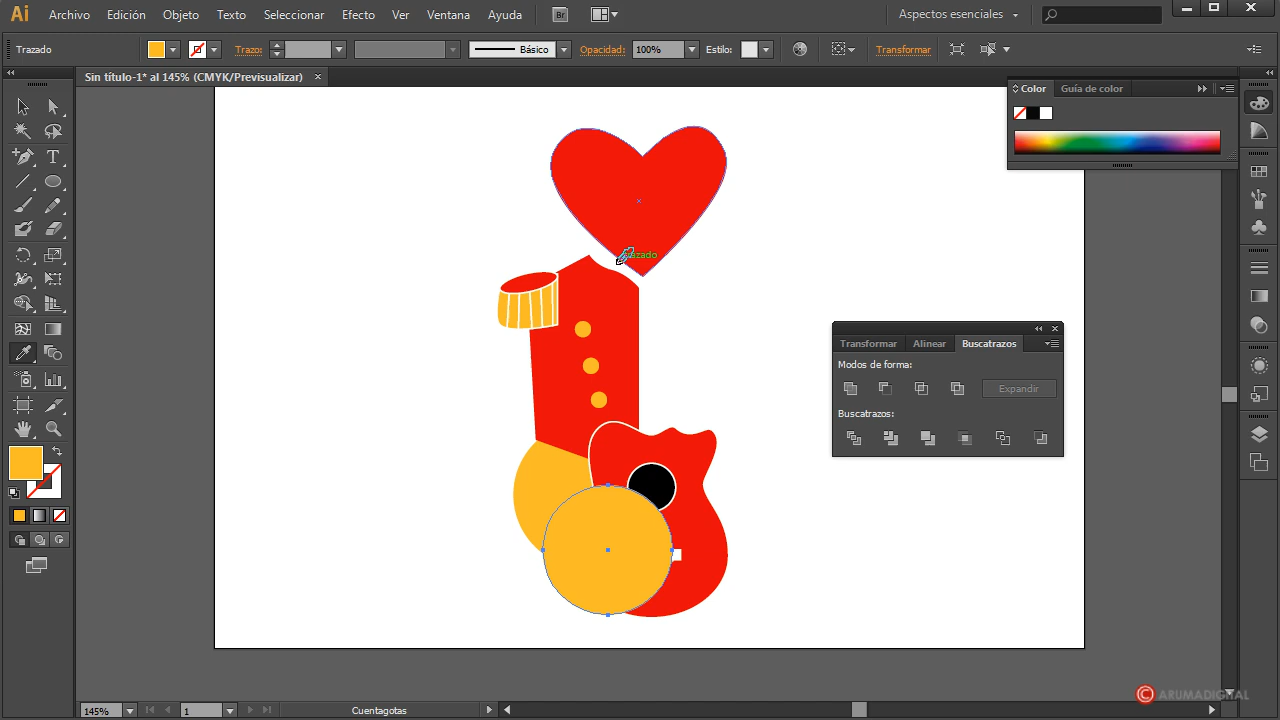 Ai Archivo Edición Objeto Texto Seleccionar Efecto Ver Ventana Ayuda Br Aspectos esenciales
Trazado Trazo: Básico Opacidad: 100% Estilo: Transformar
Sin título-1* al 145% (CMYK/Previsualizar)
Color Guía de color
Transformar Alinear Buscatrazos
Modos de forma:
Expandir
Buscatrazos:
145% 1 Cuentagotas
© ARUMADIGITAL